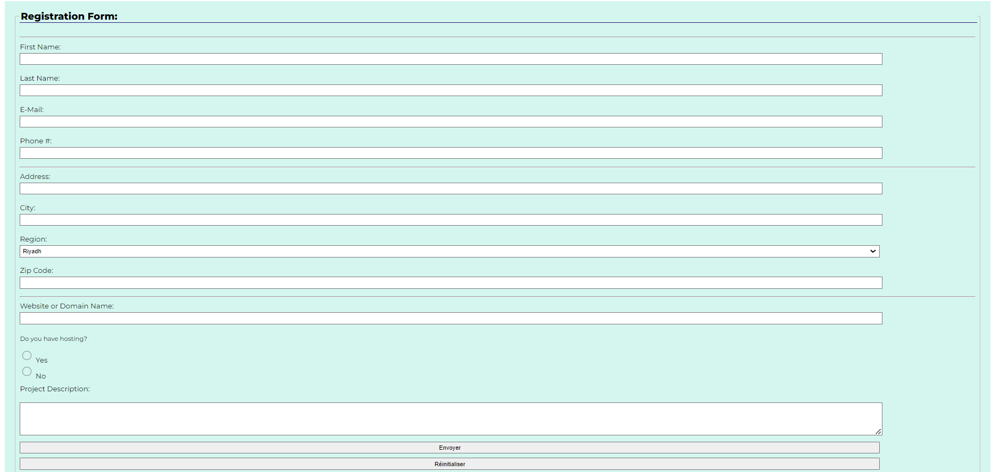 Registration Form:
First Name:
Last Name:
E-Mail:
Phone #:
Address:
City:
Region:
Riyadh
Zip Code:
Website or Domain Name:
Do you have hosting?
Yes
No
Project Description:
Envoyer
Réinitialiser